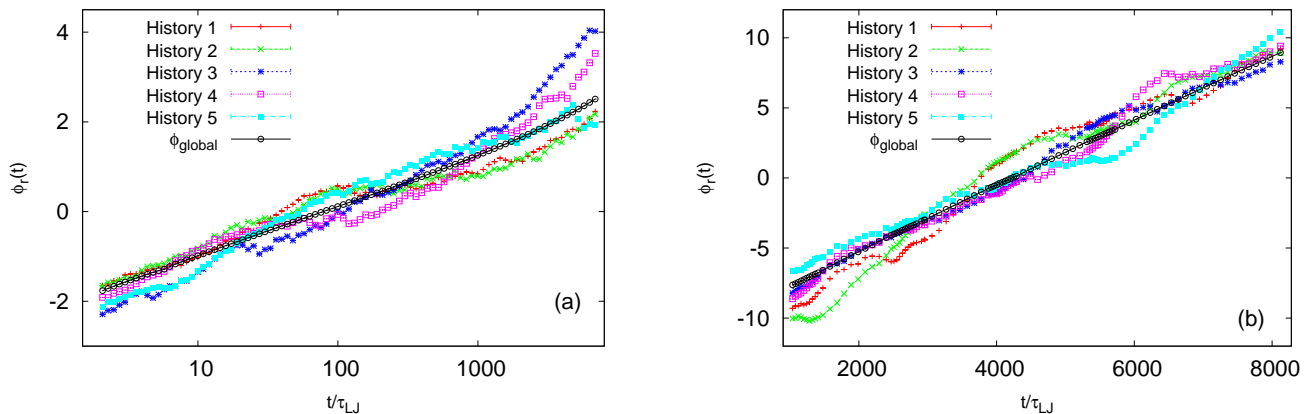 4
2
0
-2
ϕr(t)
History 1
History 2
History 3
History 4
History 5
ϕglobal
(a)
10 100 1000
t/τLJ
10
5
0
-5
-10
ϕr(t)
History 1
History 2
History 3
History 4
History 5
ϕglobal
(b)
2000 4000 6000 8000
t/τLJ